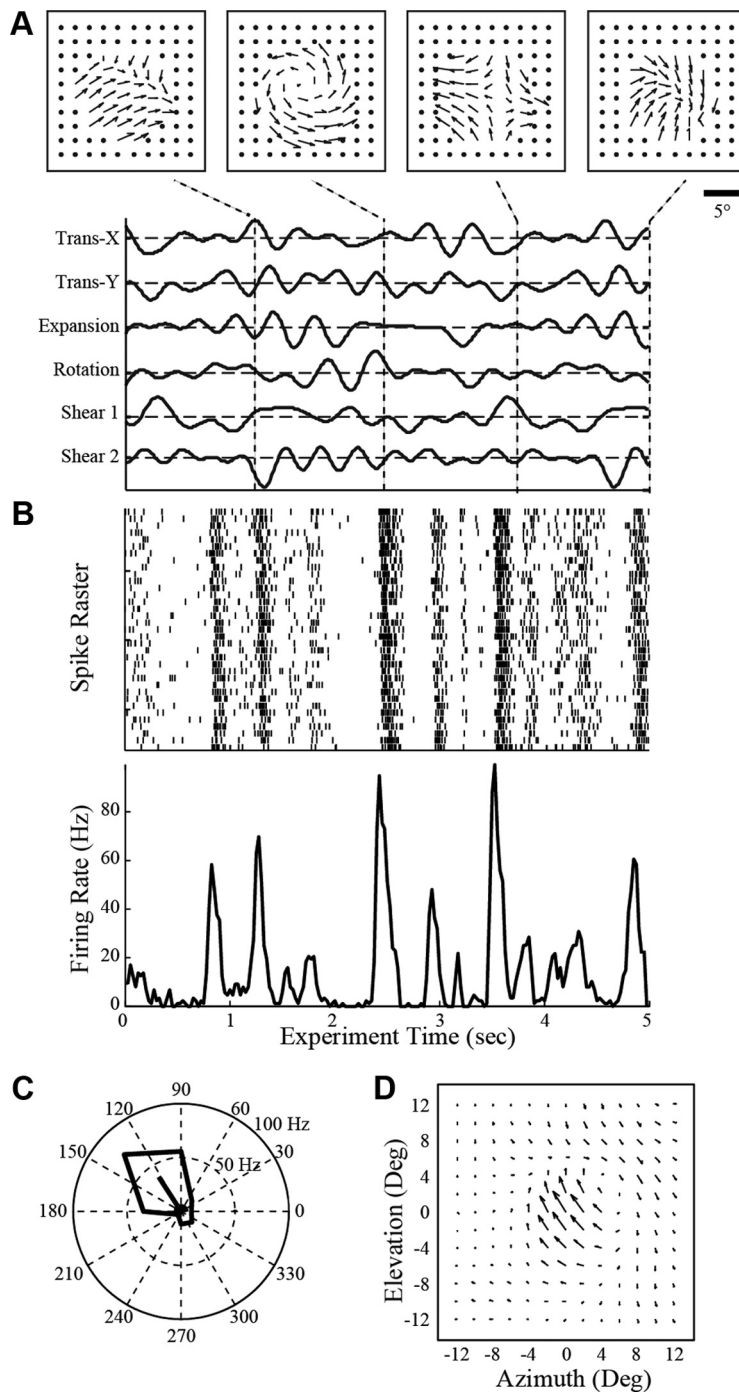 A
5°
Trans-X
Trans-Y
Expansion
Rotation
Shear 1
Shear 2
B
Spike Raster
Firing Rate (Hz)
80
60
40
20
0
0 1 2 3 4 5
Experiment Time (sec)
C
90
120 60
100 Hz
150 30
50 Hz
180 0
210 330
240 300
270
D
Elevation (Deg)
12
8
4
0
-4
-8
-12
-12 -8 -4 0 4 8 12
Azimuth (Deg)